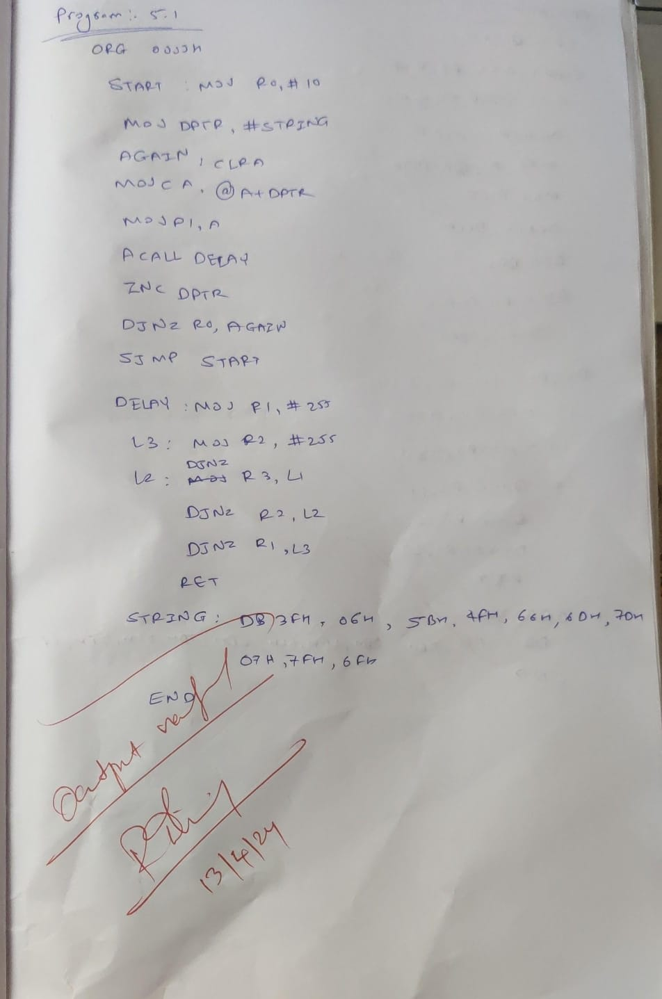 Program :- 5.1
ORG 0000H
START : MOV R0, #10
MOV DPTR, #STRING
AGAIN : CLR A
MOVC A, @A+DPTR
MOV P1, A
ACALL DELAY
INC DPTR
DJNZ R0, AGAIN
SJMP START
DELAY : MOV R1, #255
L3 : MOV R2, #255
DJNZ
L2 : MOV R3, L1
DJNZ R2, L2
DJNZ R1, L3
RET
STRING : DB 3FH, 06H, 5BH, 4FH, 66H, 6DH, 7DH
07H, 7FH, 6FH
END
Output
13/4/24